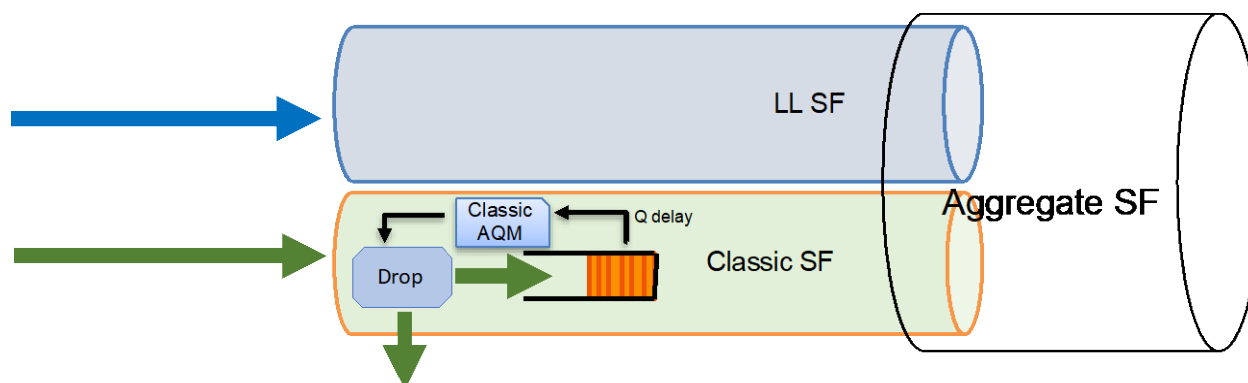 LL SF
Aggregate SF
Classic
AQM
Q delay
Drop
Classic SF